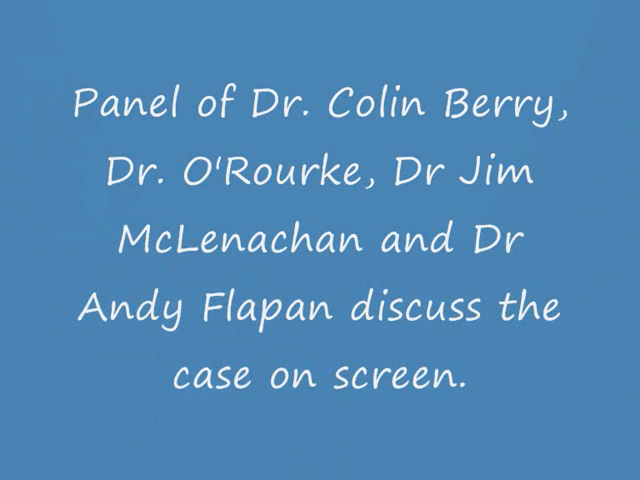 Panel of Dr. Colin Berry,
Dr. O'Rourke, Dr Jim
McLenachan and Dr
Andy Flapan discuss the
case on screen.